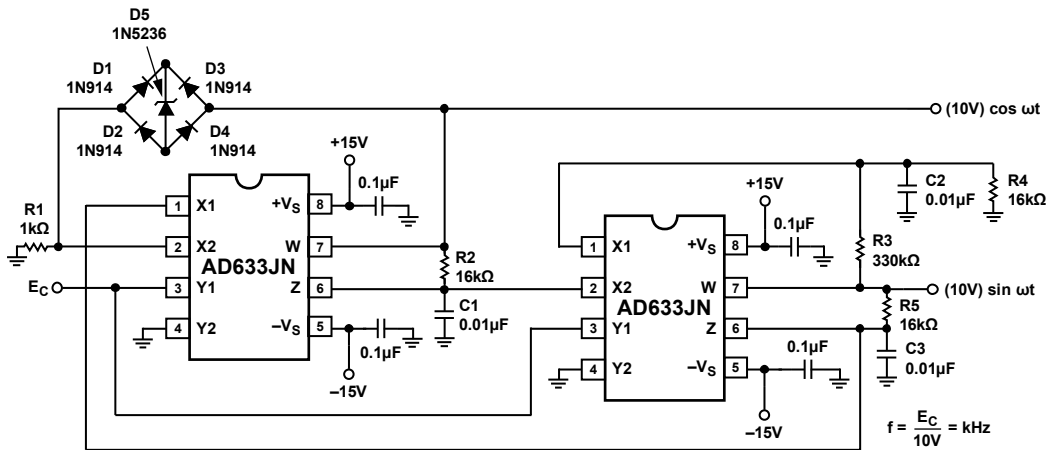 D5
1N5236
D1
1N914
D3
1N914
D2
1N914
D4
1N914
(10V) cos ωt
+15V
0.1µF
R1
1kΩ
1 X1
+VS 8
2 X2
W 7
AD633JN
EC
3 Y1
Z 6
4 Y2
–VS 5
R2
16kΩ
C1
0.01µF
0.1µF
–15V
+15V
0.1µF
C2
0.01µF
R4
16kΩ
R3
330kΩ
1 X1
+VS 8
2 X2
W 7
AD633JN
3 Y1
Z 6
4 Y2
–VS 5
(10V) sin ωt
R5
16kΩ
C3
0.01µF
0.1µF
–15V
f = EC/10V = kHz